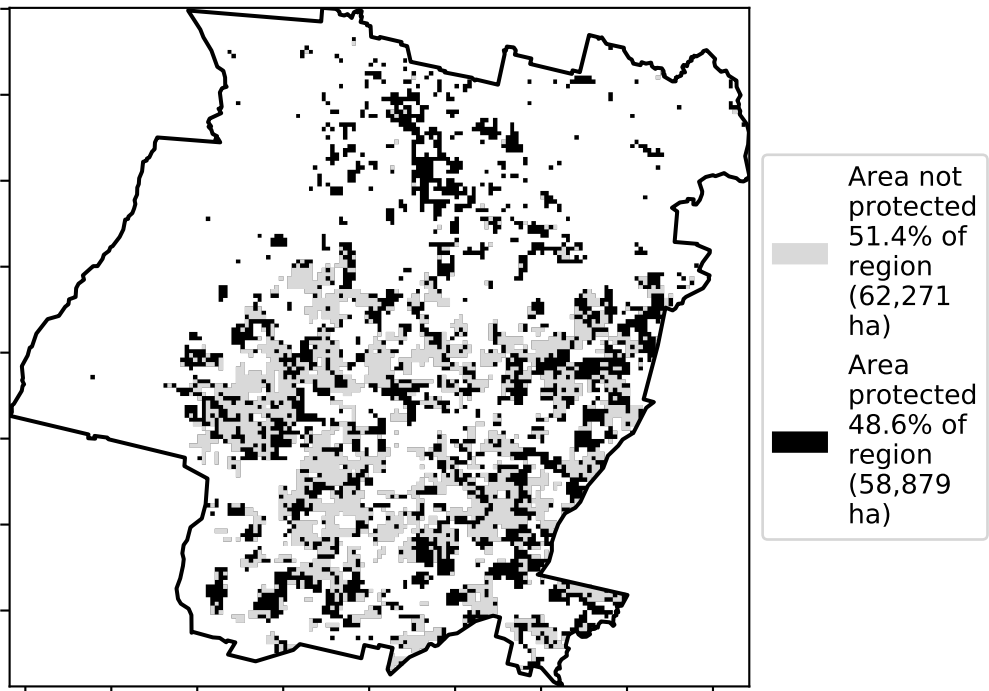 Area not
protected
51.4% of
region
(62,271
ha)
Area
protected
48.6% of
region
(58,879
ha)